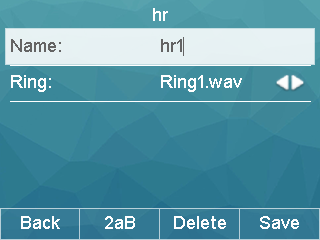 hr
Name: hr1
Ring: Ring1.wav
Back 2aB Delete Save